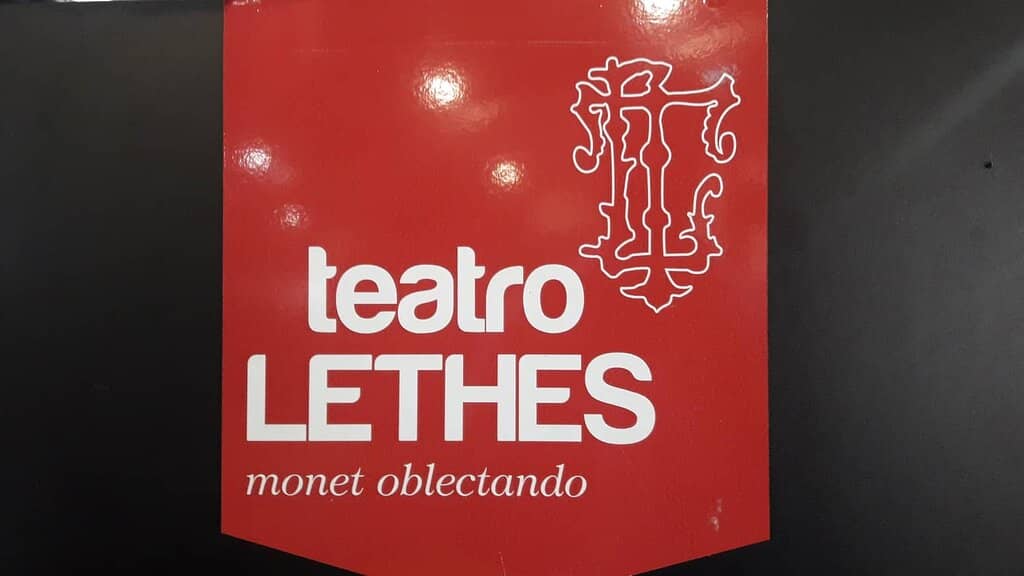 teatro
LETHES
monet oblectando